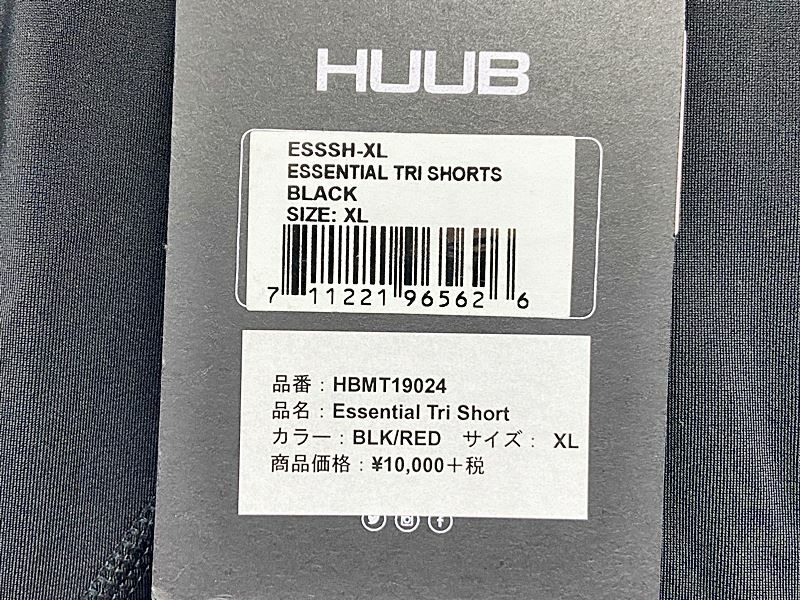 HUUB
ESSSH-XL
ESSENTIAL TRI SHORTS
BLACK
SIZE: XL
7 11221 96562 6
品番：HBMT19024
品名：Essential Tri Short
カラー：BLK/RED サイズ： XL
商品価格：¥10,000＋税